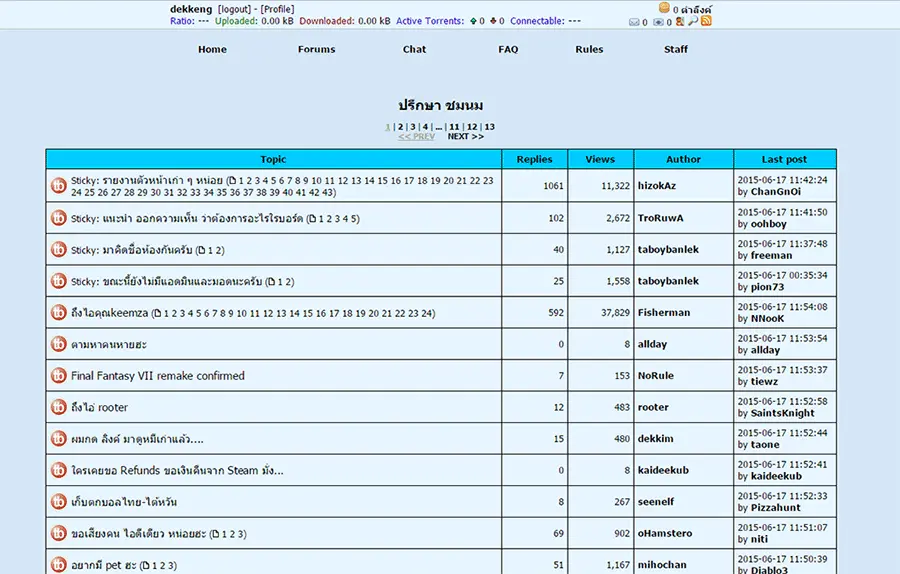 dekkeng [logout] - [Profile]
0 ค่าลิงค์
Ratio: --- Uploaded: 0.00 kB Downloaded: 0.00 kB Active Torrents: 0 0 Connectable: ---
0 0
Home Forums Chat FAQ Rules Staff
ปรึกษา ชมนม
1 | 2 | 3 | 4 | ... | 11 | 12 | 13
<< PREV NEXT >>
Topic Replies Views Author Last post
Sticky: รายงานตัวหน้าเก่า ๆ หน่อย ( 1 2 3 4 5 6 7 8 9 10 11 12 13 14 15 16 17 18 19 20 21 22 23
24 25 26 27 28 29 30 31 32 33 34 35 36 37 38 39 40 41 42 43)
1061 11,322 hizokAz
2015-06-17 11:42:24
by ChanGnOi
Sticky: แนะนำ ออกความเห็น ว่าต้องการอะไรไรบอร์ด ( 1 2 3 4 5) 102 2,672 TroRuwA
2015-06-17 11:41:50
by oohboy
Sticky: มาคิดชื่อห้องกันครับ ( 1 2) 40 1,127 taboybanlek
2015-06-17 11:37:48
by freeman
Sticky: ขณะนี้ยังไม่มีแอดมินและมอดนะครับ ( 1 2) 25 1,558 taboybanlek
2015-06-17 00:35:34
by pion73
ถึงไอคุณkeemza ( 1 2 3 4 5 6 7 8 9 10 11 12 13 14 15 16 17 18 19 20 21 22 23 24) 592 37,829 Fisherman
2015-06-17 11:54:08
by NNooK
ตามหาคนหายฮะ 0 8 allday
2015-06-17 11:53:54
by allday
Final Fantasy VII remake confirmed 7 153 NoRule
2015-06-17 11:53:37
by tiewz
ถึงไอ่ rooter 12 483 rooter
2015-06-17 11:52:58
by SaintsKnight
ผมกด ลิงค์ มาดูหมีเก่าแล้ว.... 15 480 dekkim
2015-06-17 11:52:44
by taone
ใครเคยขอ Refunds ขอเงินคืนจาก Steam มั่ง... 0 8 kaideekub
2015-06-17 11:52:41
by kaideekub
เก็บตกบอลไทย-ไต้หวัน 8 267 seenelf
2015-06-17 11:52:33
by Pizzahunt
ขอเสียงคน ไอดีเดียว หน่อยฮะ ( 1 2 3) 69 902 oHamstero
2015-06-17 11:51:07
by niti
อยากมี pet ฮะ ( 1 2 3) 51 1,167 mihochan
2015-06-17 11:50:39
by Diablo3